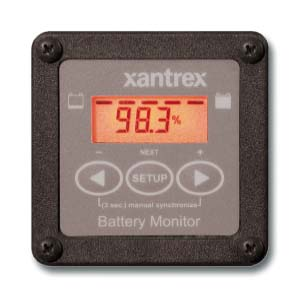 xantrex
98.3%
- NEXT +
SETUP
(3 sec.) manual synchronize
Battery Monitor